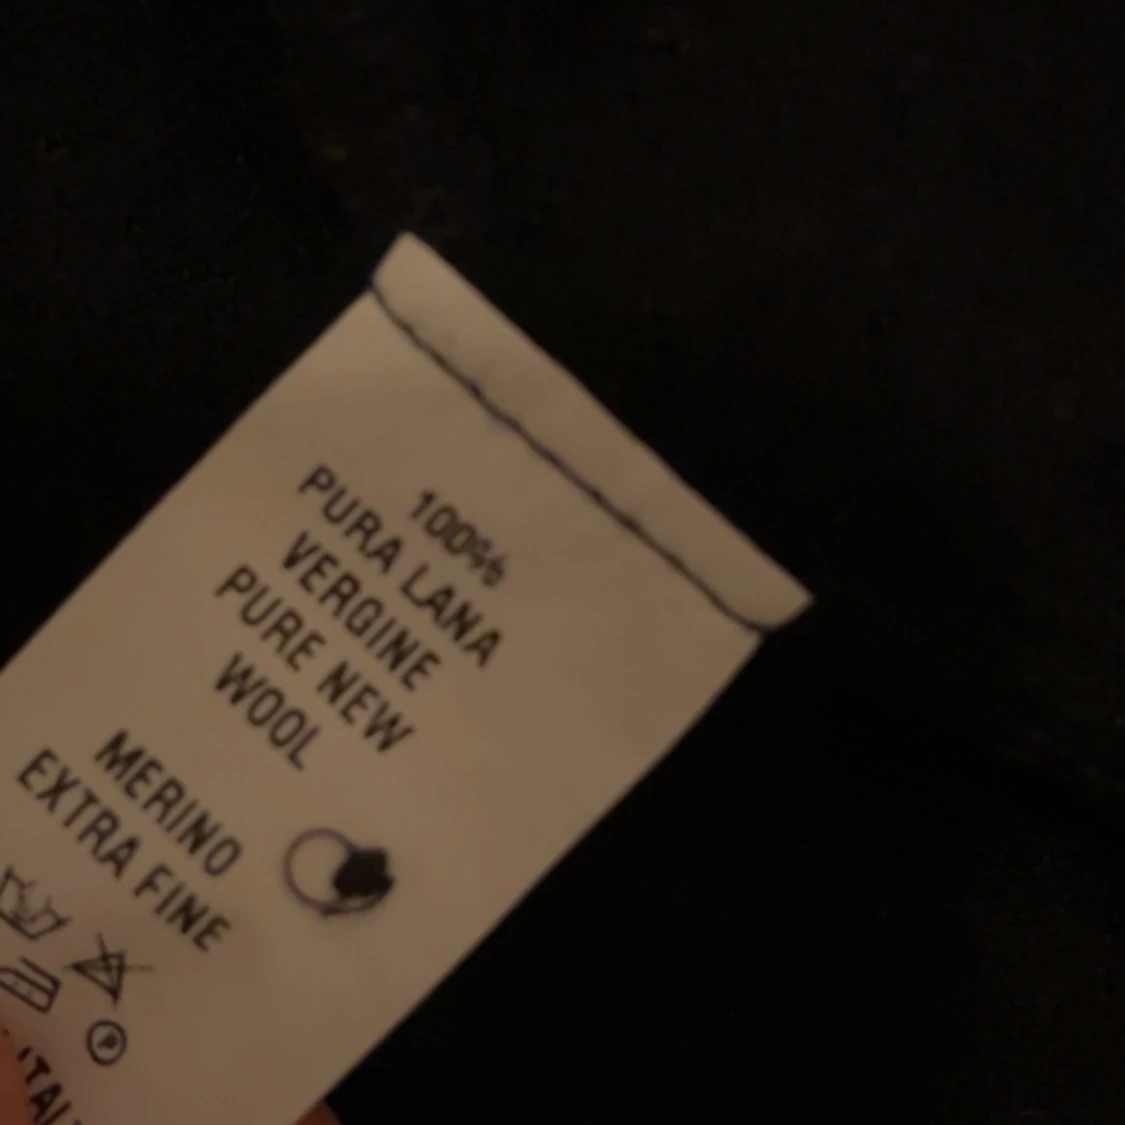 100%
PURA LANA
VERGINE
PURE NEW
WOOL
MERINO
EXTRA FINE
P